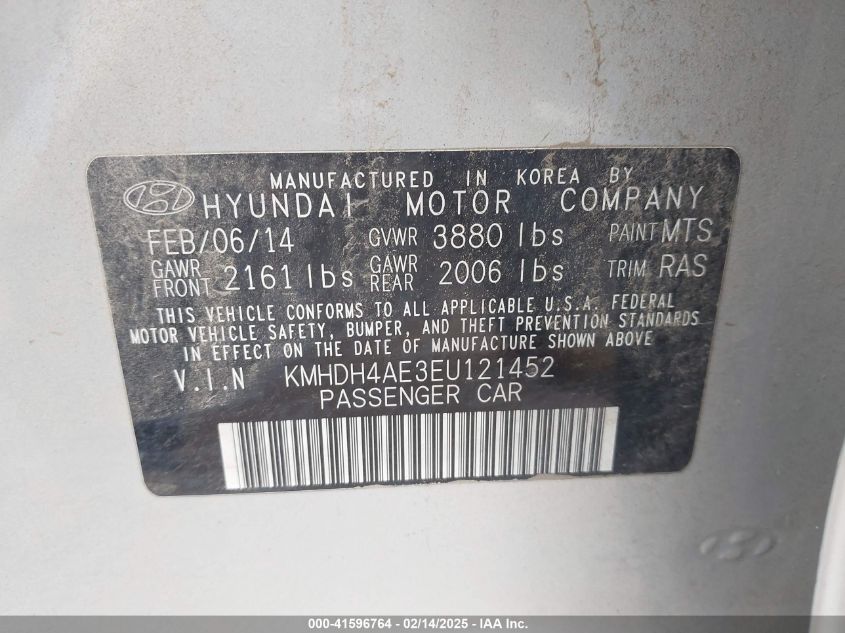 MANUFACTURED IN KOREA BY
HYUNDAI MOTOR COMPANY
FEB/06/14 GVWR 3880 lbs PAINT MTS
GAWR FRONT 2161 lbs GAWR REAR 2006 lbs TRIM RAS
THIS VEHICLE CONFORMS TO ALL APPLICABLE U.S.A. FEDERAL
MOTOR VEHICLE SAFETY, BUMPER, AND THEFT PREVENTION STANDARDS
IN EFFECT ON THE DATE OF MANUFACTURE SHOWN ABOVE
V.I.N KMHDH4AE3EU121452
PASSENGER CAR
000-41596764 - 02/14/2025 - IAA Inc.